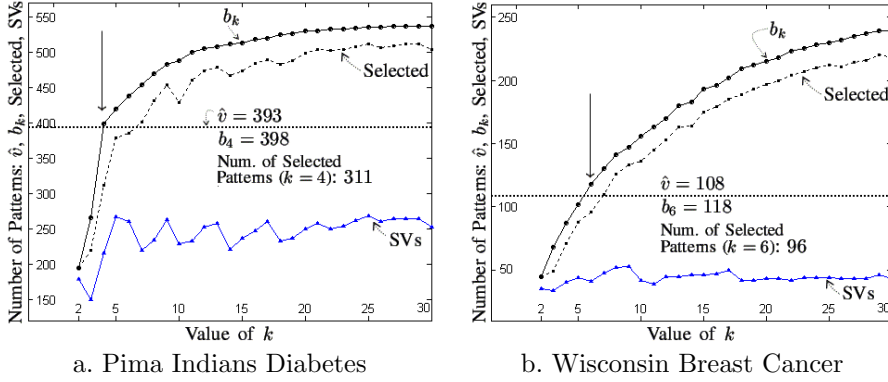 Number of Patterns: v̂, b_k, Selected, SVs
550
500
450
400
350
300
250
200
150
b_k
Selected
v̂ = 393
b_4 = 398
Num. of Selected
Patterns (k = 4): 311
SVs
2
5
10
15
20
25
30
Value of k
a. Pima Indians Diabetes
Number of Patterns: v̂, b_k, Selected, SVs
250
200
150
100
50
b_k
Selected
v̂ = 108
b_6 = 118
Num. of Selected
Patterns (k = 6): 96
SVs
2
5
10
15
20
25
30
Value of k
b. Wisconsin Breast Cancer